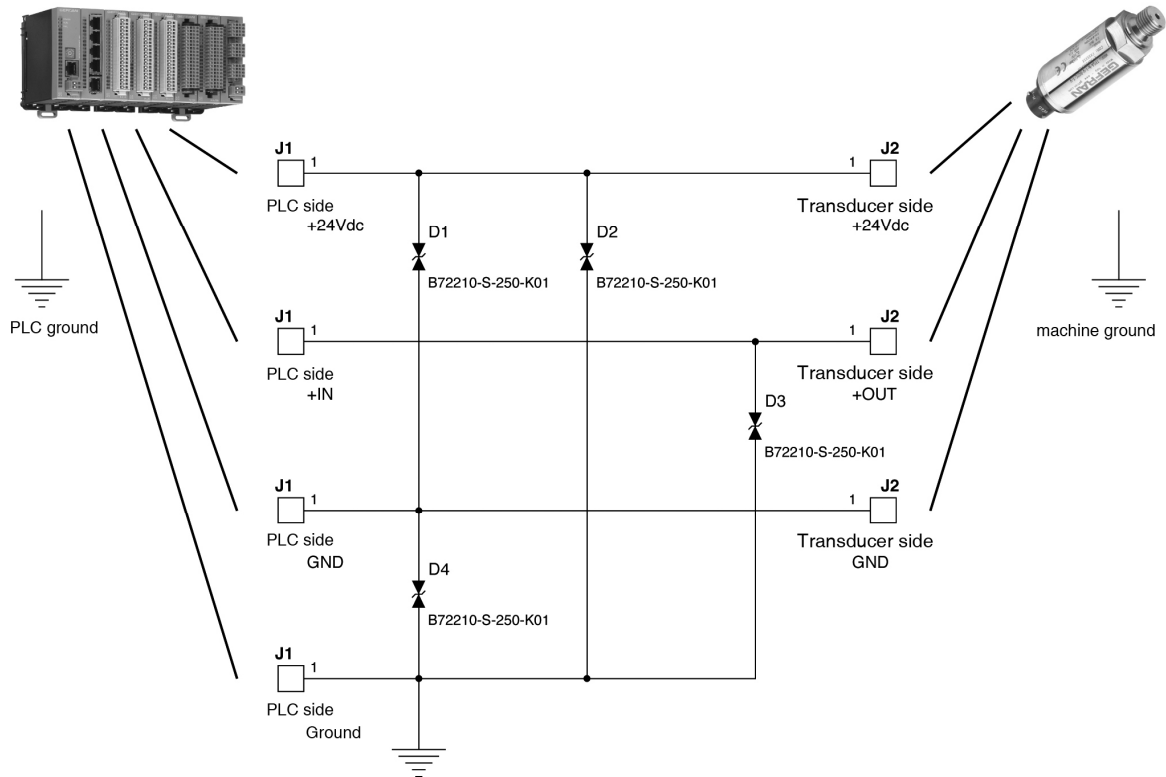 GEFRAN
J1
1
PLC side
+24Vdc
1
J2
Transducer side
+24Vdc
D1
B72210-S-250-K01
D2
B72210-S-250-K01
PLC ground
machine ground
J1
1
PLC side
+IN
1
J2
Transducer side
+OUT
D3
B72210-S-250-K01
J1
1
PLC side
GND
1
J2
Transducer side
GND
D4
B72210-S-250-K01
J1
1
PLC side
Ground